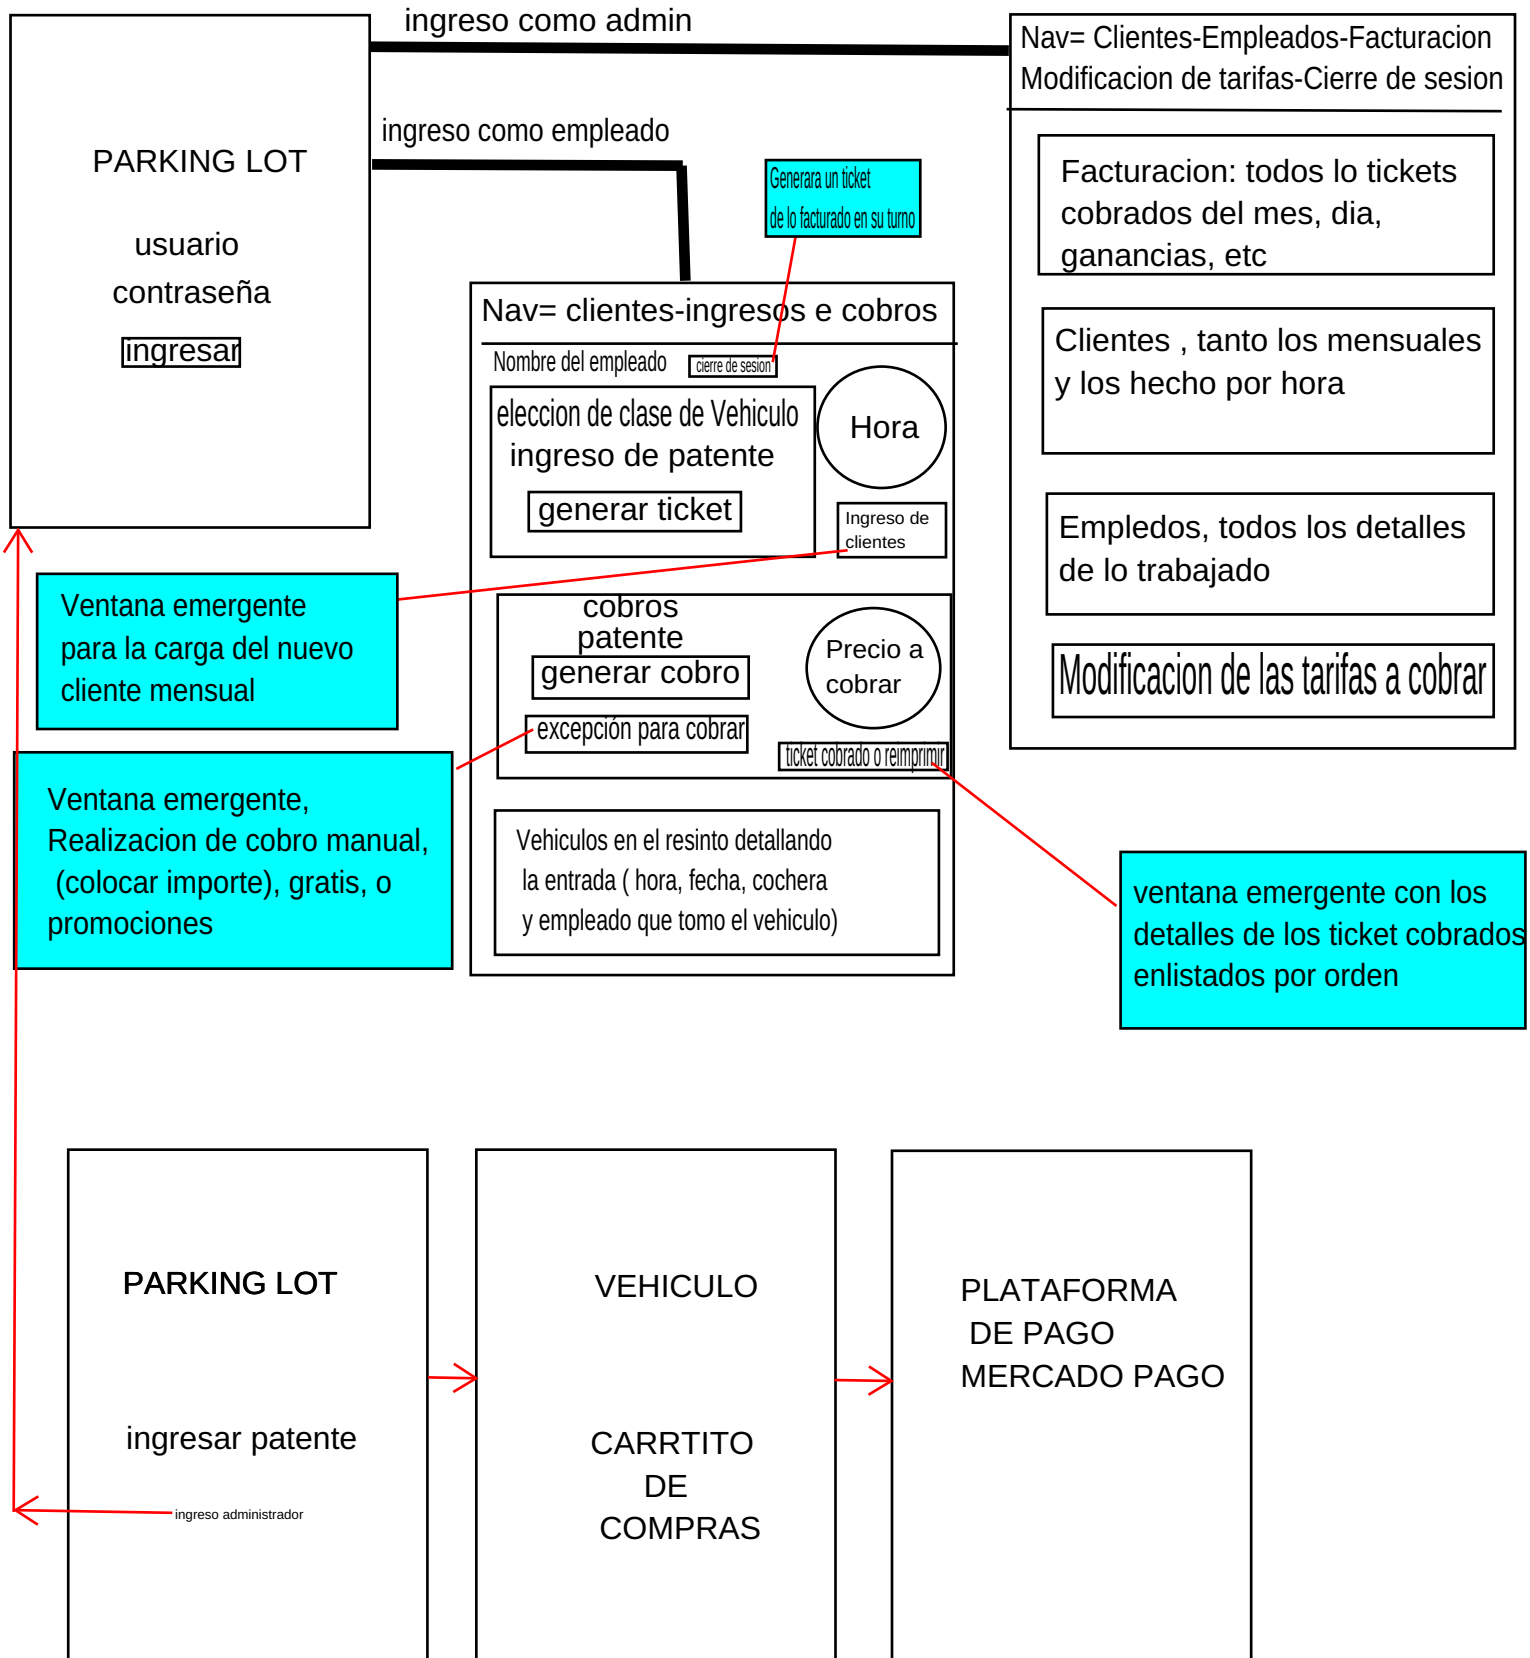 ingreso como admin
Nav= Clientes-Empleados-Facturacion
Modificacion de tarifas-Cierre de sesion
ingreso como empleado
PARKING LOT
usuario
contraseña
ingresar
Generara un ticket
de lo facturado en su turno
Facturacion: todos lo tickets
cobrados del mes, dia,
ganancias, etc
Clientes , tanto los mensuales
y los hecho por hora
Empledos, todos los detalles
de lo trabajado
Modificacion de las tarifas a cobrar
Nav= clientes-ingresos e cobros
Nombre del empleado
cierre de sesion
eleccion de clase de Vehiculo
ingreso de patente
generar ticket
Hora
Ingreso de
clientes
Ventana emergente
para la carga del nuevo
cliente mensual
cobros
patente
generar cobro
excepción para cobrar
Precio a
cobrar
ticket cobrado o reimprimir
Ventana emergente,
Realizacion de cobro manual,
(colocar importe), gratis, o
promociones
Vehiculos en el resinto detallando
la entrada ( hora, fecha, cochera
y empleado que tomo el vehiculo)
ventana emergente con los
detalles de los ticket cobrados
enlistados por orden
PARKING LOT
ingresar patente
ingreso administrador
VEHICULO
CARRTITO
DE
COMPRAS
PLATAFORMA
DE PAGO
MERCADO PAGO